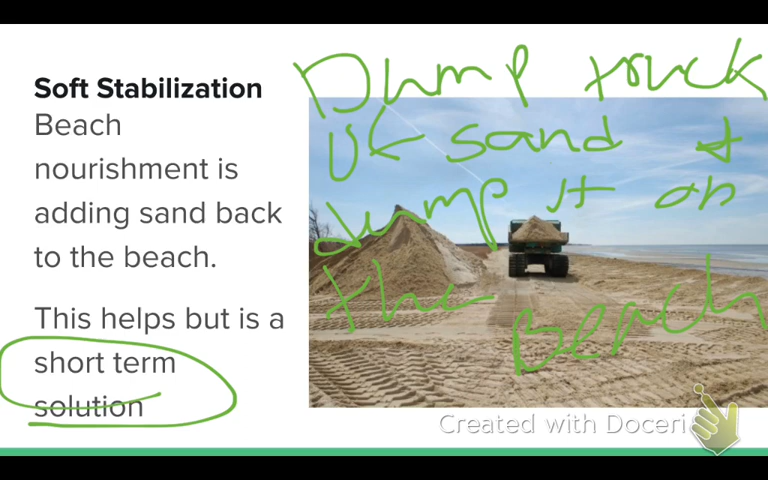 Soft Stabilization
Beach
nourishment is
adding sand back
to the beach.
This helps but is a
short term
solution
Dump truck
of sand &
dump it on
the Beach
Created with Doceri